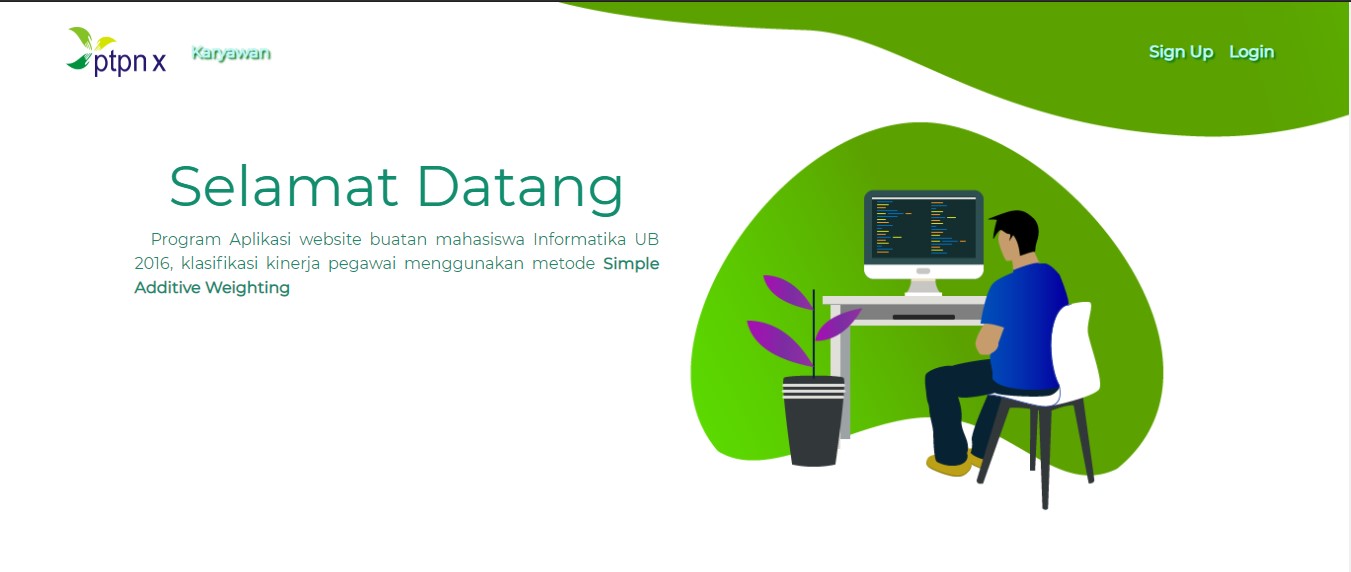 ptpn x
Karyawan
Sign Up
Login
Selamat Datang
Program Aplikasi website buatan mahasiswa Informatika UB
2016, klasifikasi kinerja pegawai menggunakan metode Simple
Additive Weighting